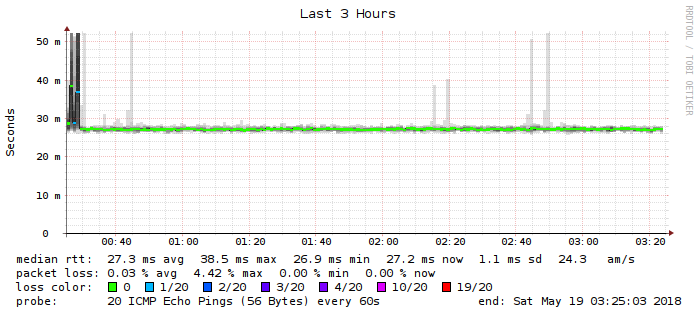 Last 3 Hours
RRDTOOL / TOBI OETIKER
Seconds
50 m
40 m
30 m
20 m
10 m
0
00:40 01:00 01:20 01:40 02:00 02:20 02:40 03:00 03:20
median rtt: 27.3 ms avg 38.5 ms max 26.9 ms min 27.2 ms now 1.1 ms sd 24.3 am/s
packet loss: 0.03 % avg 4.42 % max 0.00 % min 0.00 % now
loss color: 0 1/20 2/20 3/20 4/20 10/20 19/20
probe: 20 ICMP Echo Pings (56 Bytes) every 60s end: Sat May 19 03:25:03 2018